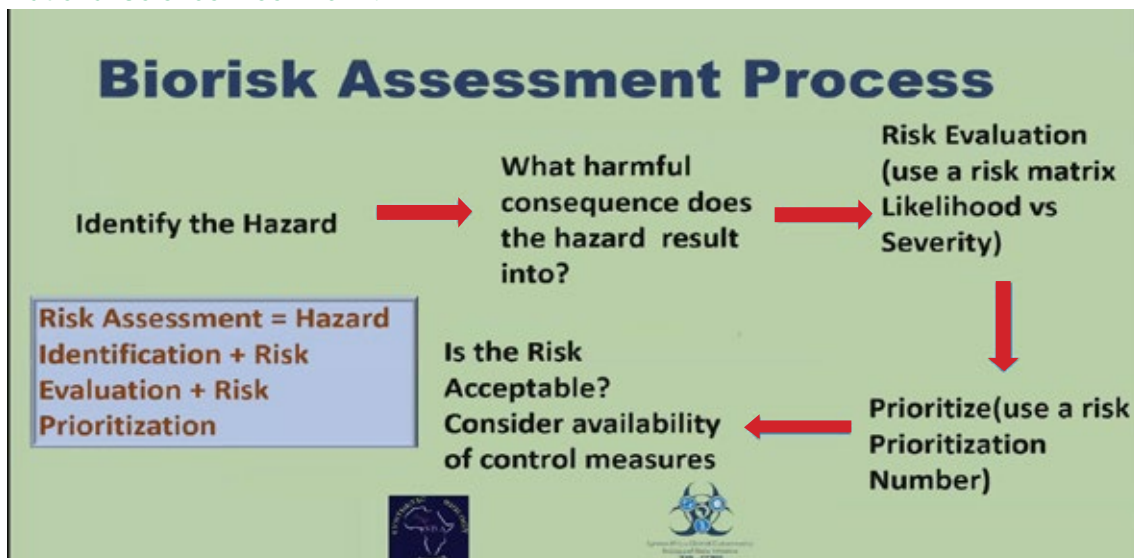 Biorisk Assessment Process
Identify the Hazard
What harmful
consequence does
the hazard result
into?
Risk Evaluation
(use a risk matrix
Likelihood vs
Severity)
Prioritize(use a risk
Prioritization
Number)
Is the Risk
Acceptable?
Consider availability
of control measures
Risk Assessment = Hazard
Identification + Risk
Evaluation + Risk
Prioritization